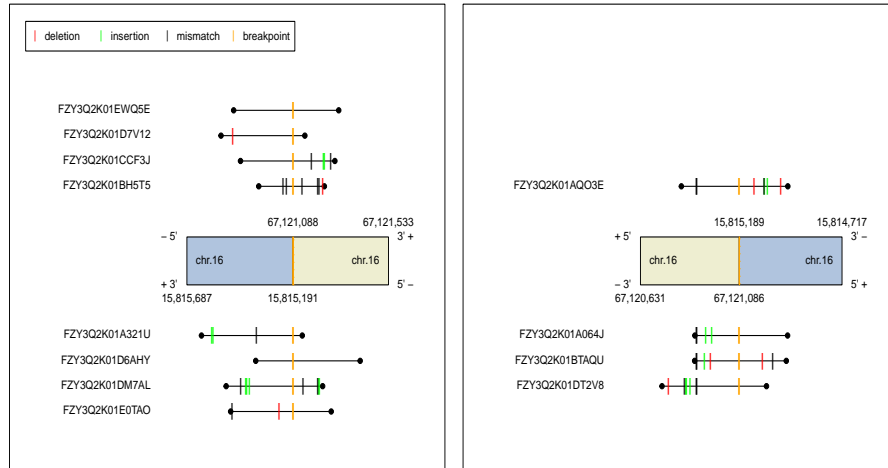 deletion insertion mismatch breakpoint
FZY3Q2K01EWQ5E
FZY3Q2K01D7V12
FZY3Q2K01CCF3J
FZY3Q2K01BH5T5
67,121,088 67,121,533
– 5' 3' +
chr.16 chr.16
+ 3' 5' –
15,815,687 15,815,191
FZY3Q2K01A321U
FZY3Q2K01D6AHY
FZY3Q2K01DM7AL
FZY3Q2K01E0TAO
FZY3Q2K01AQO3E
15,815,189 15,814,717
+ 5' 3' –
chr.16 chr.16
– 3' 5' +
67,120,631 67,121,086
FZY3Q2K01A064J
FZY3Q2K01BTAQU
FZY3Q2K01DT2V8